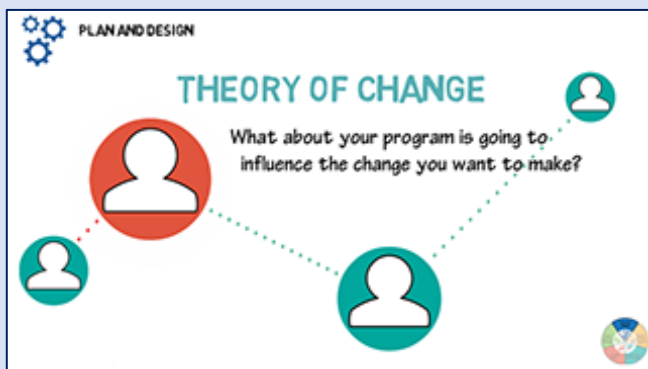 PLAN AND DESIGN
THEORY OF CHANGE
What about your program is going to
influence the change you want to make?